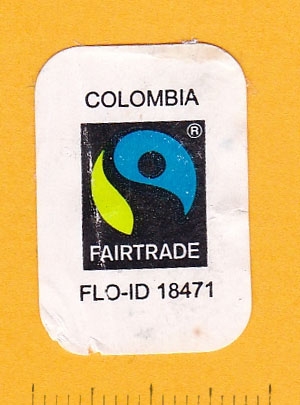 COLOMBIA
®
FAIRTRADE
FLO-ID 18471